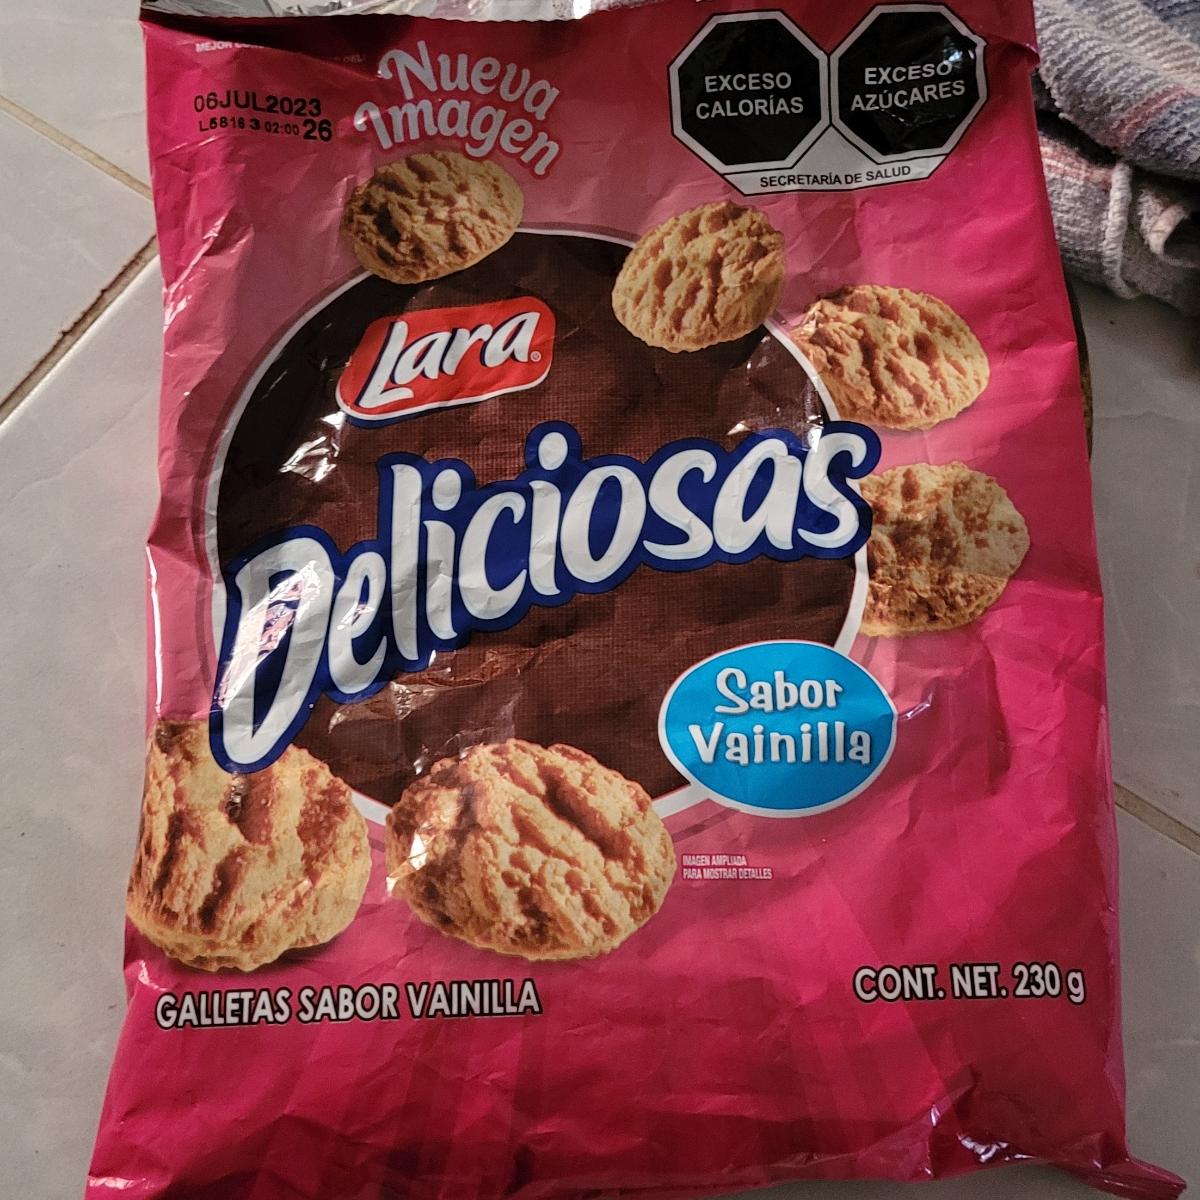 06JUL2023
L5816 3 02:00 26
Nueva
Imagen
EXCESO
CALORÍAS
EXCESO
AZÚCARES
SECRETARÍA DE SALUD
Lara®
Deliciosas
Sabor
Vainilla
IMAGEN AMPLIADA
PARA MOSTRAR DETALLES
GALLETAS SABOR VAINILLA
CONT. NET. 230 g